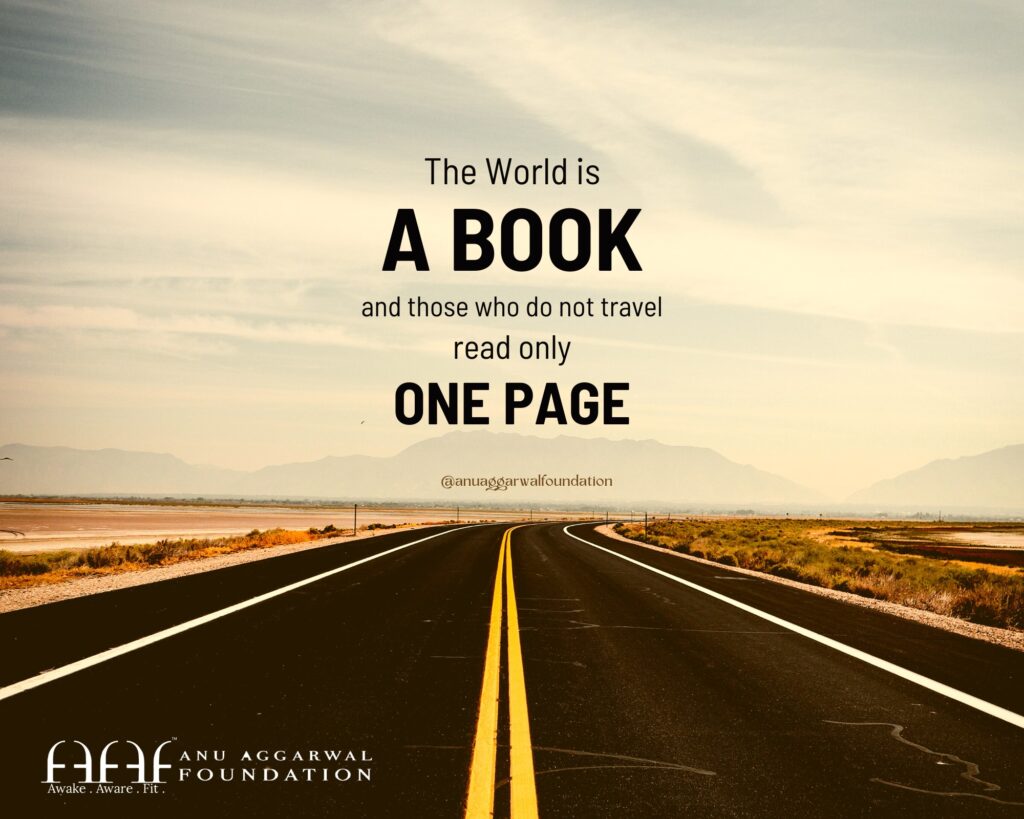 The World is
A BOOK
and those who do not travel
read only
ONE PAGE
@anuaggarwalfoundation
ANU AGGARWAL
FOUNDATION
Awake . Aware . Fit .